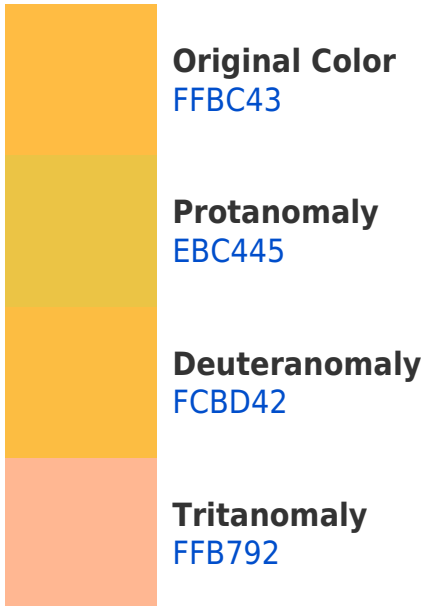 Original Color
FFBC43
Protanomaly
EBC445
Deuteranomaly
FCBD42
Tritanomaly
FFB792